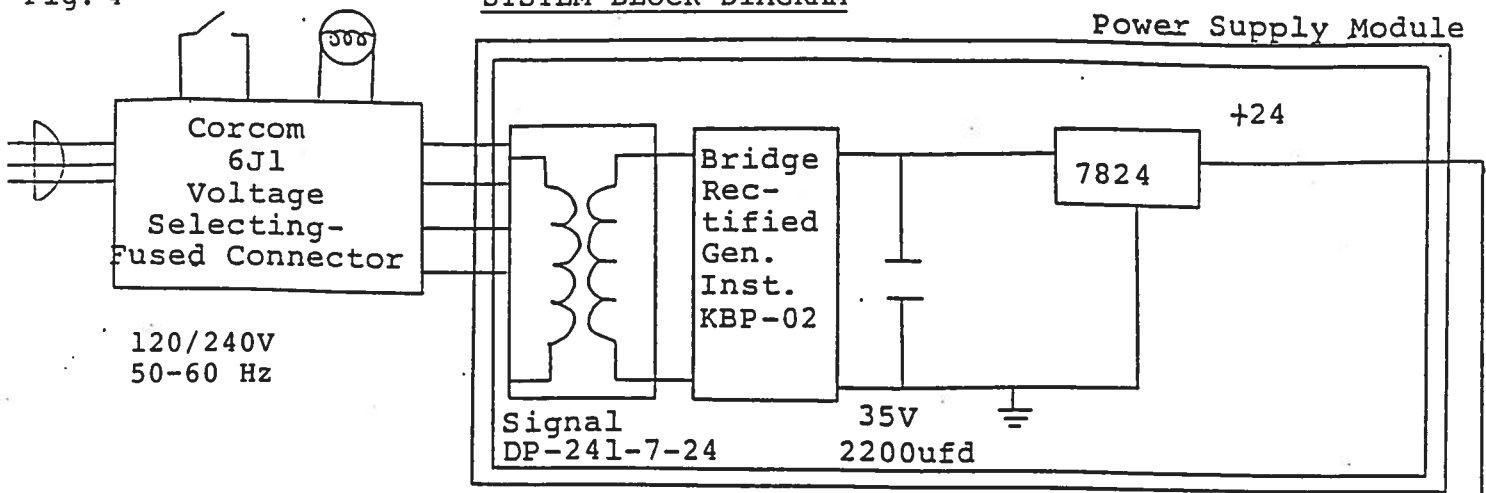 Fig. 4
SYSTEM BLOCK DIAGRAM
Power Supply Module
Corcom
6J1
Voltage
Selecting-
Fused Connector
120/240V
50-60 Hz
Signal
DP-241-7-24
Bridge
Rec-
tified
Gen.
Inst.
KBP-02
35V
2200ufd
7824
+24